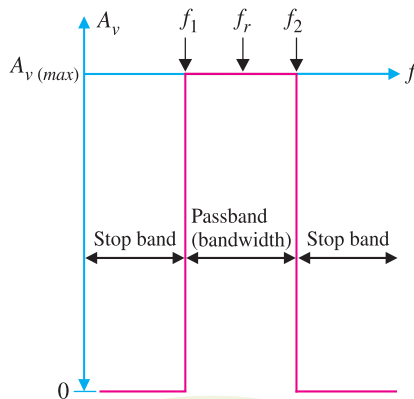 A_v
f_1
f_r
f_2
A_v (max)
f
Passband
Stop band
(bandwidth)
Stop band
0